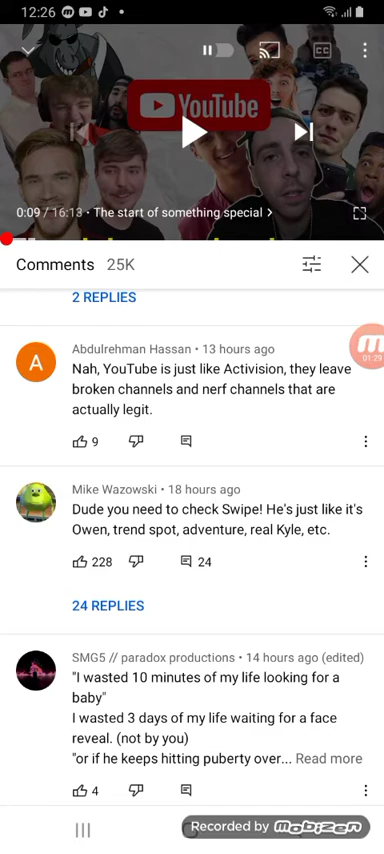 12:26
CC
YouTube
0:09 / 16:13 • The start of something special >
Comments 25K
2 REPLIES
Abdulrehman Hassan • 13 hours ago
01:29
A
Nah, YouTube is just like Activision, they leave
broken channels and nerf channels that are
actually legit.
9
Mike Wazowski • 18 hours ago
Dude you need to check Swipe! He's just like it's
Owen, trend spot, adventure, real Kyle, etc.
228 24
24 REPLIES
SMG5 // paradox productions • 14 hours ago (edited)
"I wasted 10 minutes of my life looking for a
baby"
I wasted 3 days of my life waiting for a face
reveal. (not by you)
"or if he keeps hitting puberty over... Read more
4
Recorded by mobizen